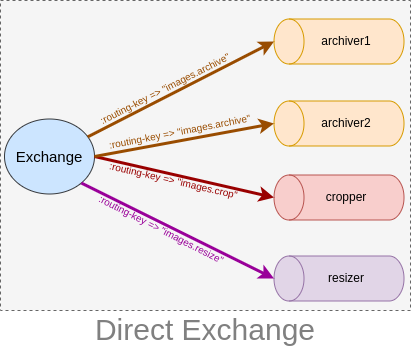 :routing-key => "images.archive"
archiver1
:routing-key => "images.archive"
archiver2
Exchange
:routing-key => "images.crop"
cropper
:routing-key => "images.resize"
resizer
Direct Exchange